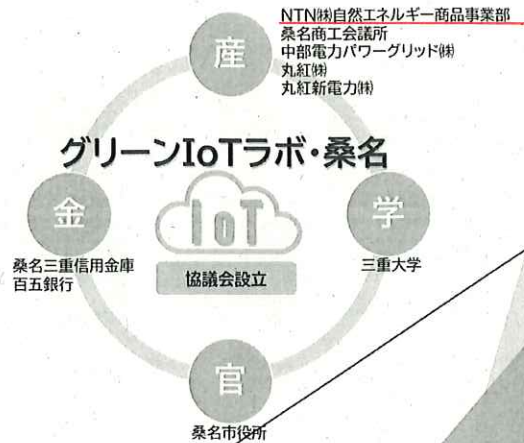 産
NTN㈱自然エネルギー商品事業部
桑名商工会議所
中部電力パワーグリッド㈱
丸紅㈱
丸紅新電力㈱
グリーンIoTラボ・桑名
金
IoT
学
桑名三重信用金庫
百五銀行
協議会設立
三重大学
官
桑名市役所